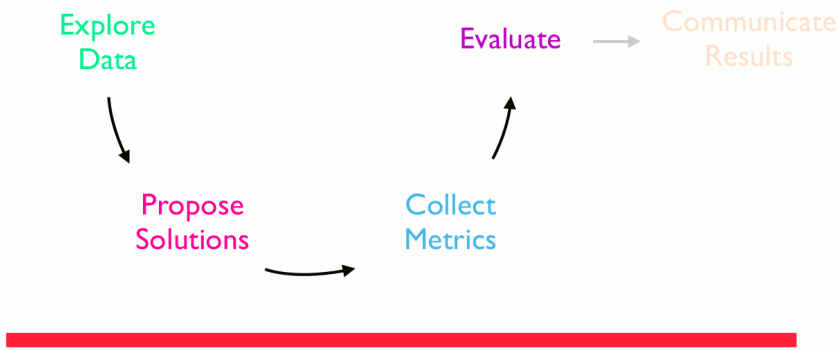 Explore
Data
Propose
Solutions
Collect
Metrics
Evaluate
Communicate
Results